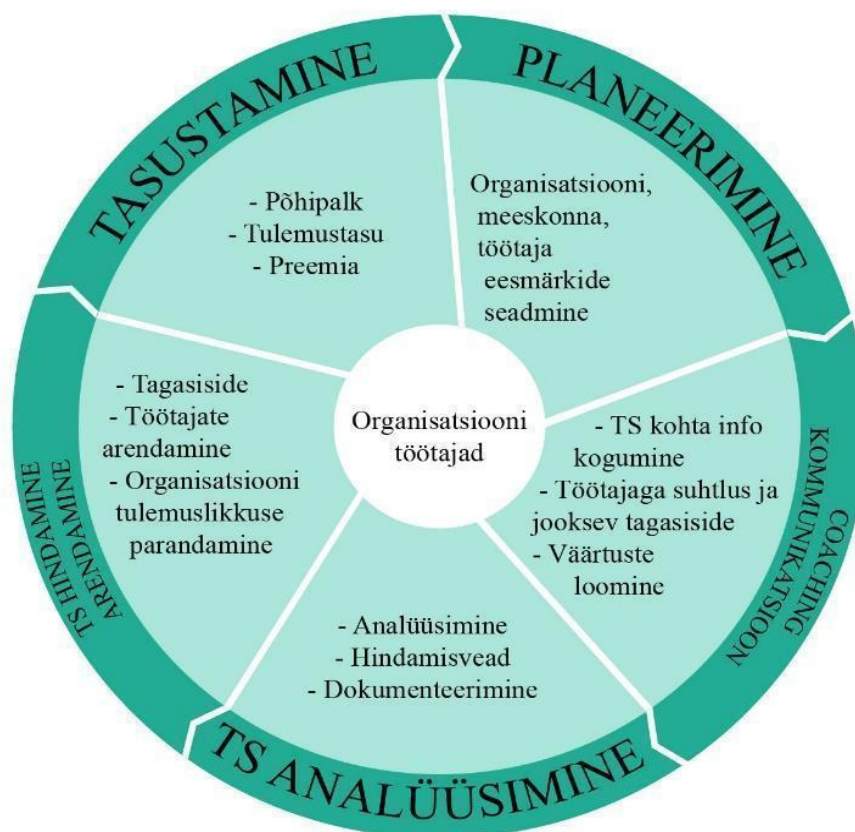 TASUSTAMINE
PLANEERIMINE
- Põhipalk
- Tulemustasu
- Preemia
Organisatsiooni,
meeskonna,
töötaja
eesmärkide
seadmine
- Tagasiside
- Töötajate
arendamine
- Organisatsiooni
tulemuslikkuse
parandamine
Organisatsiooni
töötajad
- TS kohta info
kogumine
- Töötajaga suhtlus ja
jooksev tagasiside
- Väärtuste
loomine
TS HINDAMINE
ARENDAMINE
COACHING
KOMMUNIKATSIOON
- Analüüsimine
- Hindamisvead
- Dokumenteerimine
TS ANALÜÜSIMINE